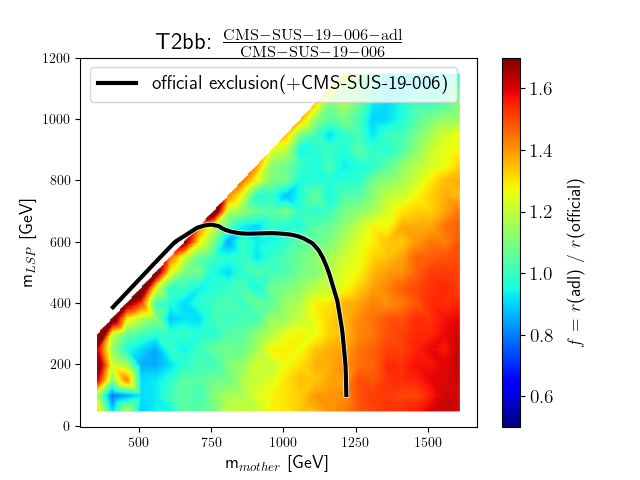 T2bb: CMS−SUS−19−006−adl
CMS−SUS−19−006
official exclusion(+CMS-SUS-19-006)
1200
1000
800
600
400
200
0
m_LSP [GeV]
500 750 1000 1250 1500
m_mother [GeV]
1.6
1.4
1.2
1.0
0.8
0.6
f = r(adl) / r(official)